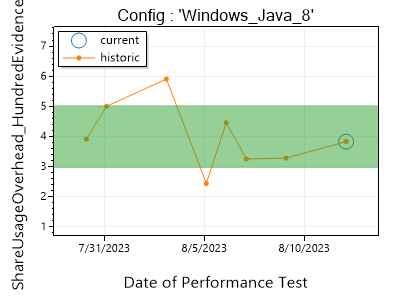 Config : 'Windows_Java_8'
current
historic
7
6
5
4
3
2
1
ShareUsageOverhead_HundredEvidence
7/31/2023
8/5/2023
8/10/2023
Date of Performance Test